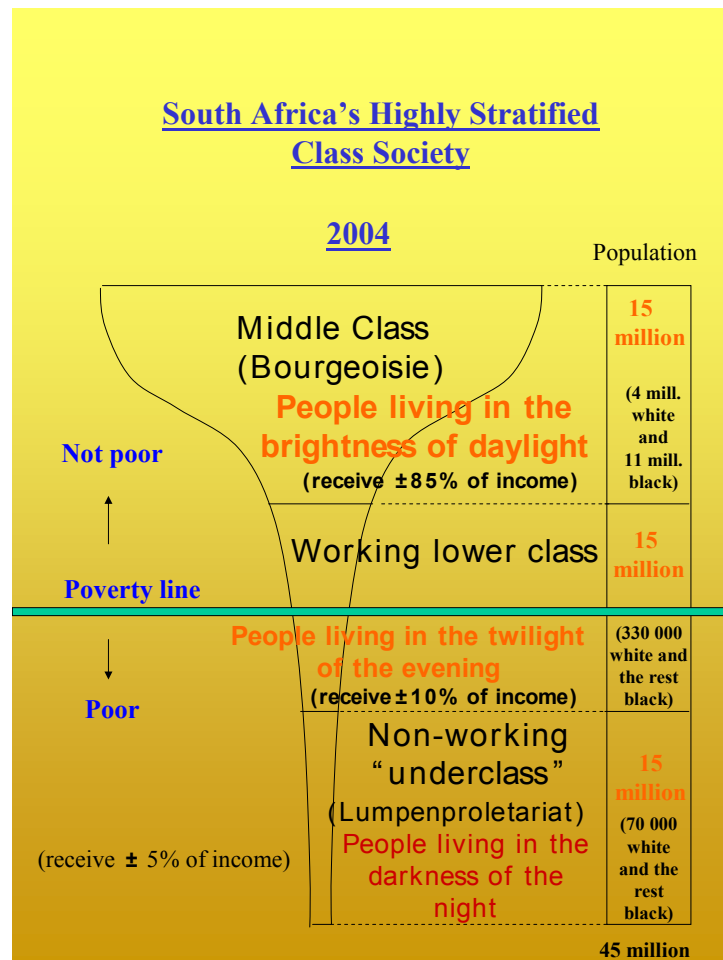 South Africa's Highly Stratified
Class Society
2004
Population
Middle Class
(Bourgeoisie)
People living in the
brightness of daylight
(receive ±85% of income)
15
million
(4 mill.
white
and
11 mill.
black)
Not poor
Working lower class
15
million
Poverty line
People living in the twilight
of the evening
(receive ±10% of income)
(330 000
white and
the rest
black)
Poor
Non-working
“underclass”
(Lumpenproletariat)
People living in the
darkness of the
night
(receive ± 5% of income)
15
million
(70 000
white
and the
rest
black)
45 million